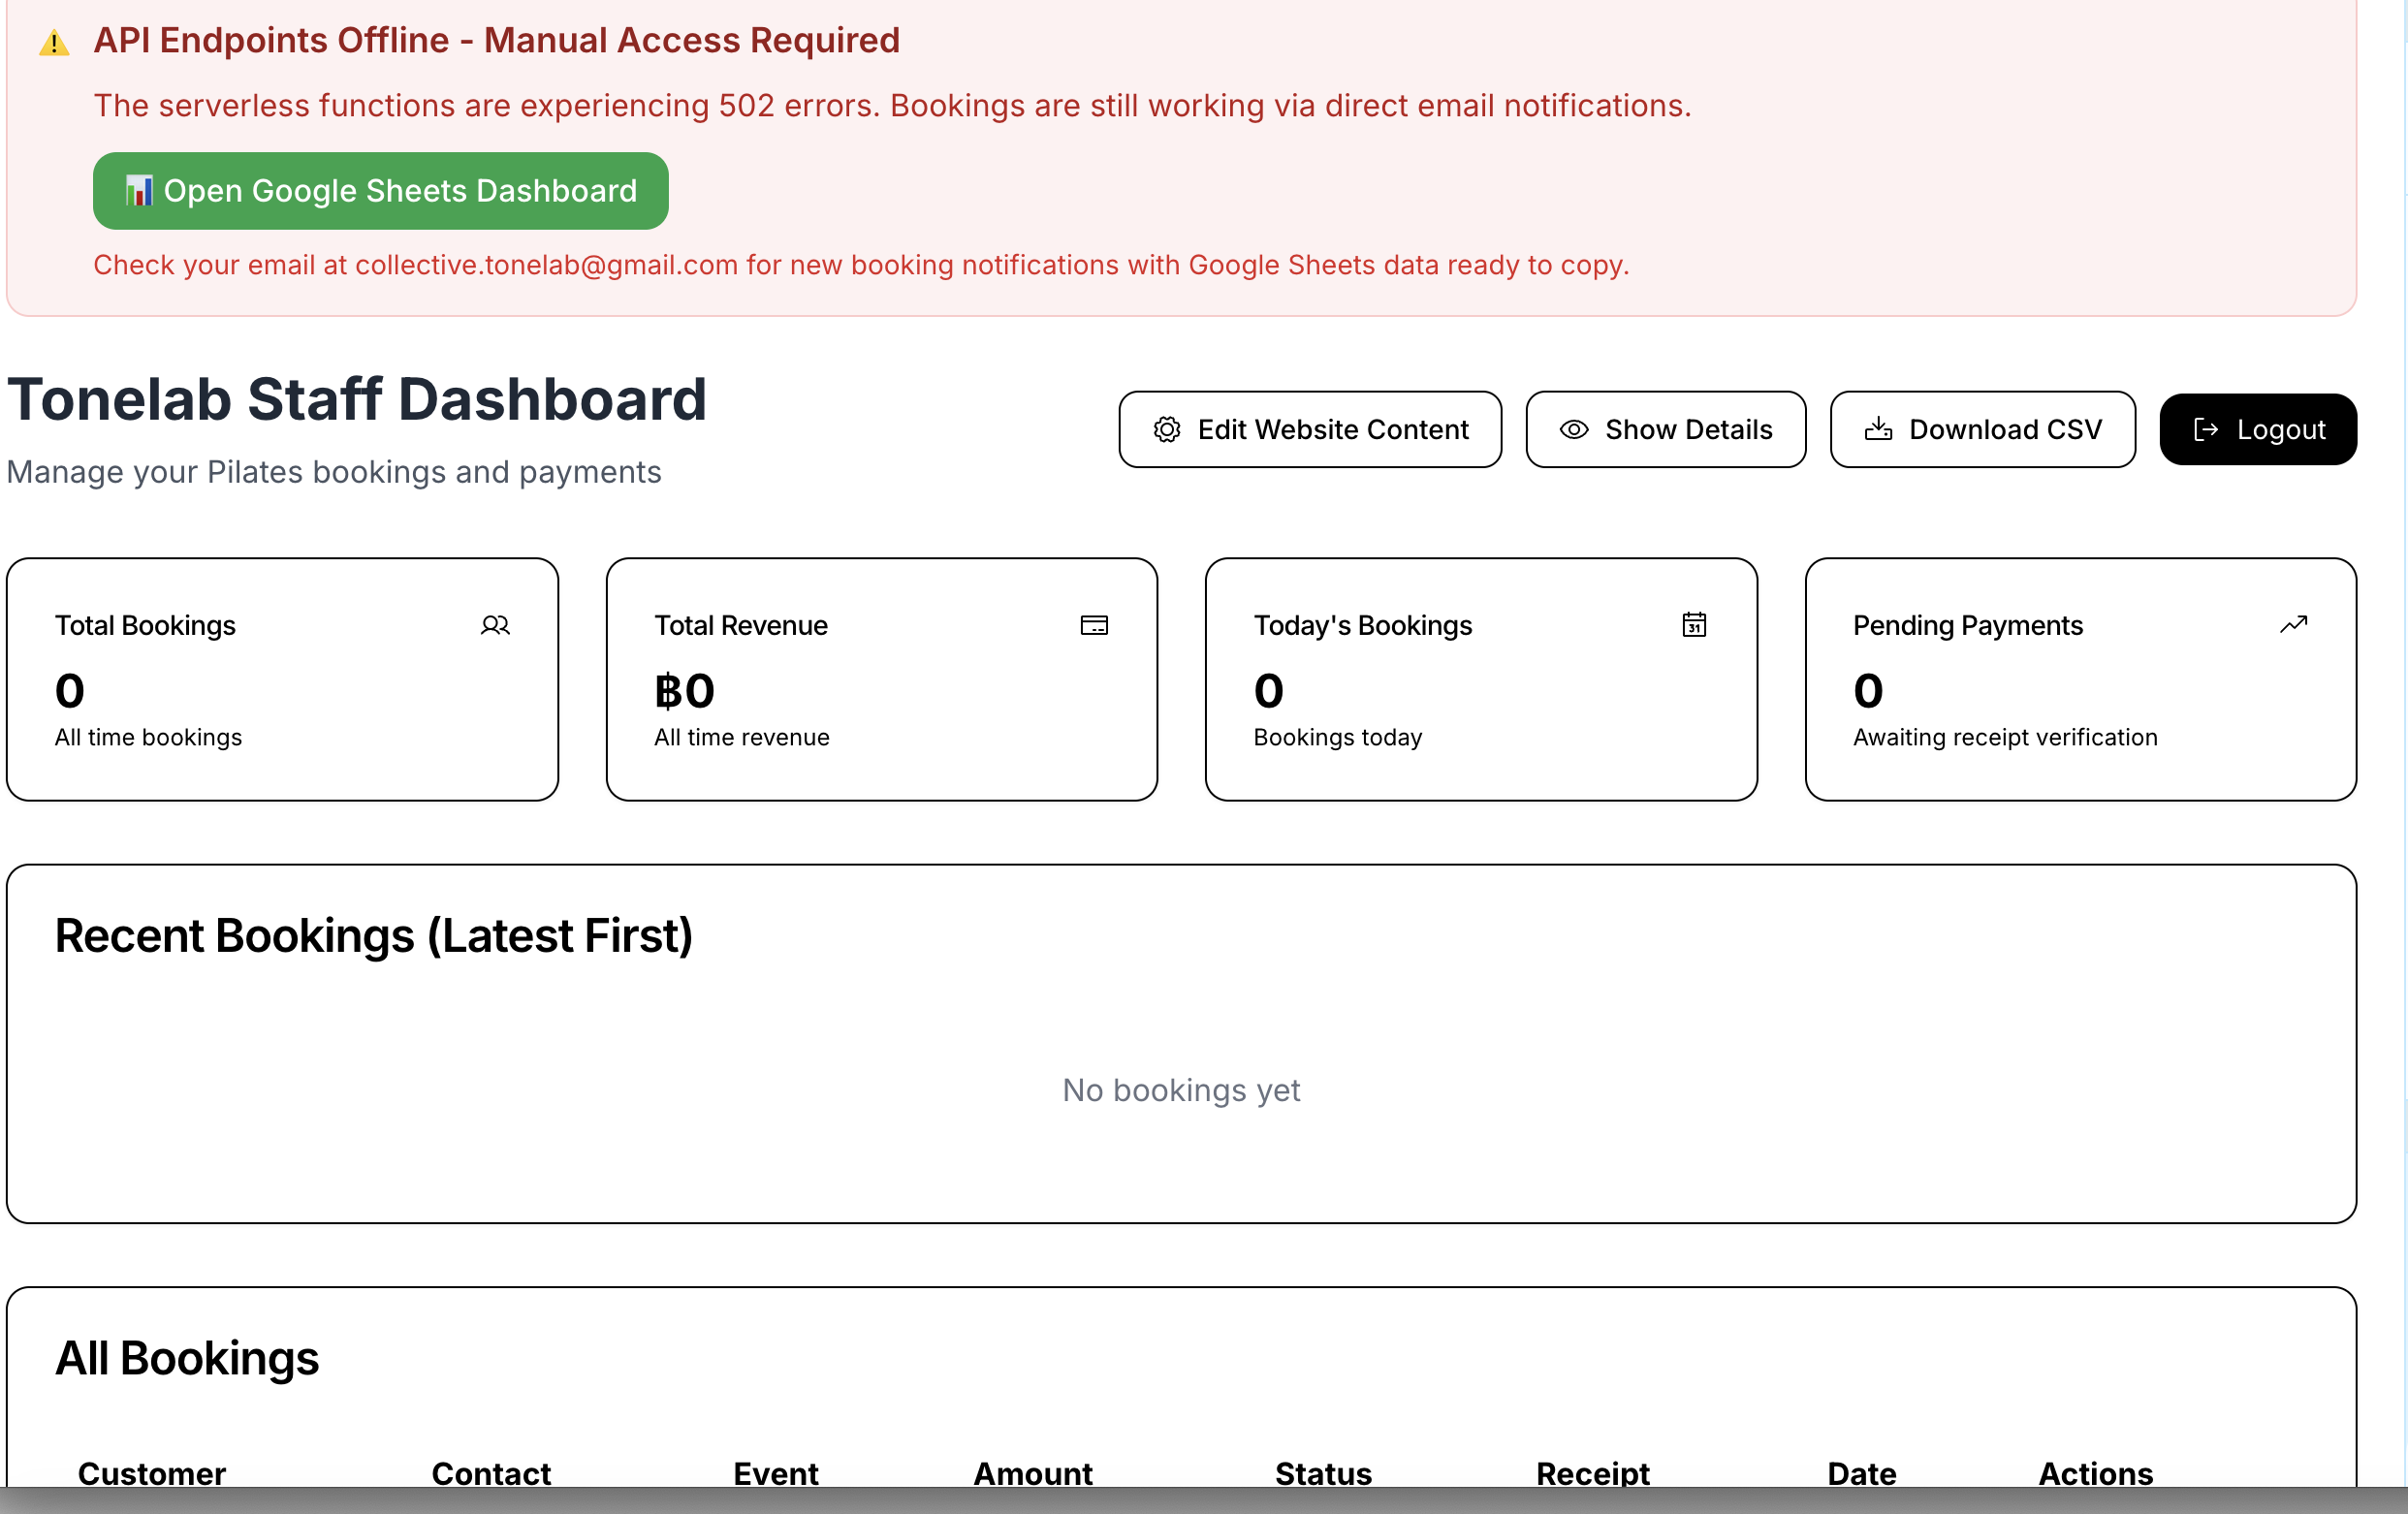 ⚠️ API Endpoints Offline - Manual Access Required
The serverless functions are experiencing 502 errors. Bookings are still working via direct email notifications.
📊 Open Google Sheets Dashboard
Check your email at collective.tonelab@gmail.com for new booking notifications with Google Sheets data ready to copy.
Tonelab Staff Dashboard
Manage your Pilates bookings and payments
Edit Website Content
Show Details
Download CSV
Logout
Total Bookings
0
All time bookings
Total Revenue
฿0
All time revenue
Today's Bookings
31
0
Bookings today
Pending Payments
0
Awaiting receipt verification
Recent Bookings (Latest First)
No bookings yet
All Bookings
Customer Contact Event Amount Status Receipt Date Actions